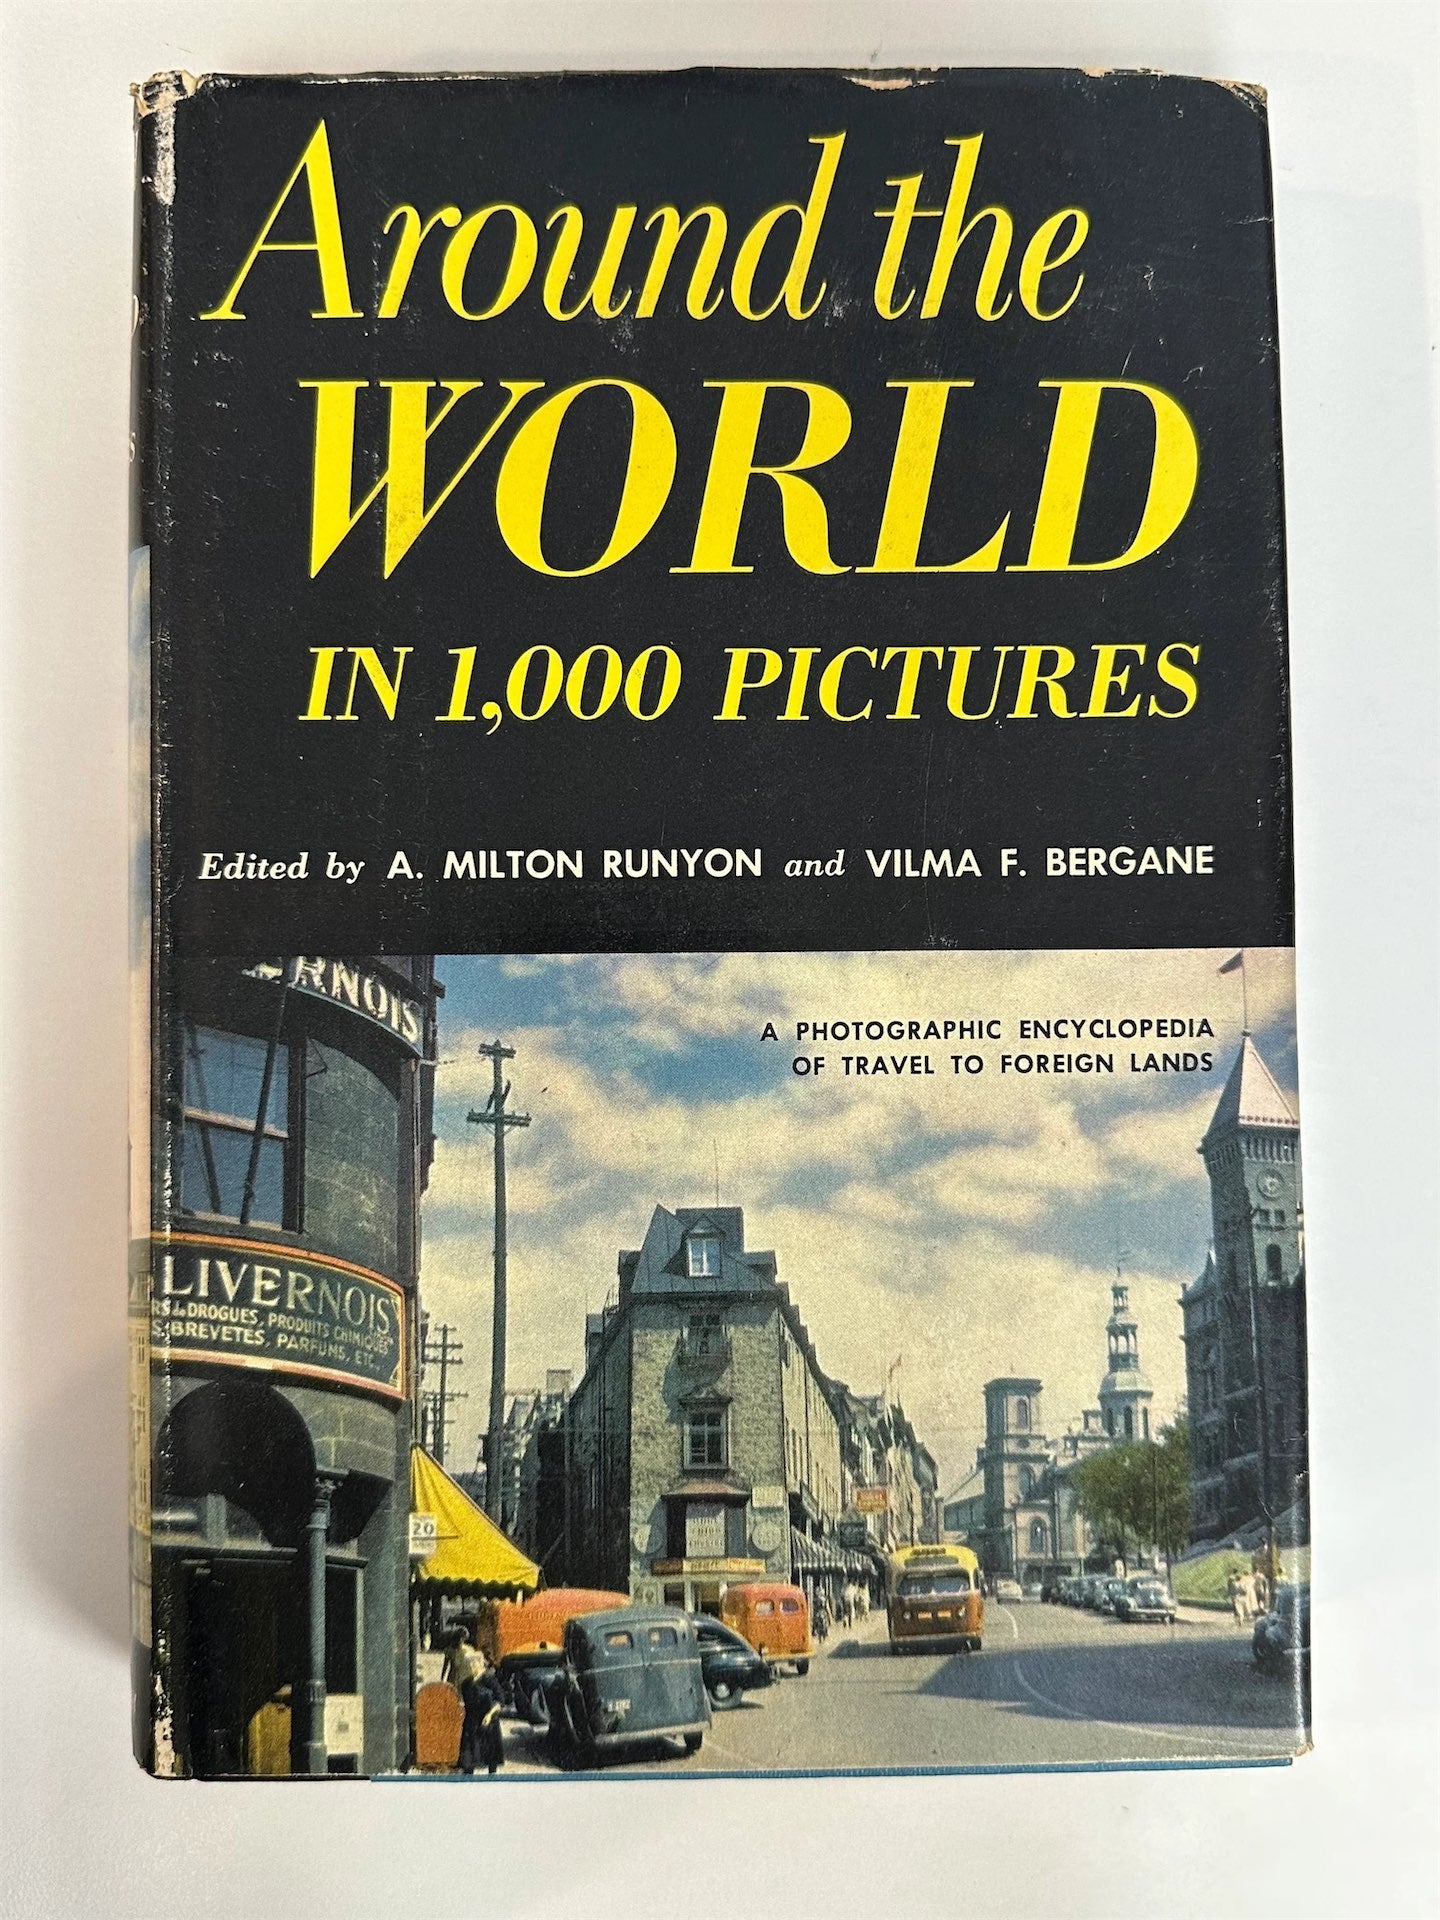 Around the
WORLD
IN 1,000 PICTURES
Edited by A. MILTON RUNYON and VILMA F. BERGANE
A PHOTOGRAPHIC ENCYCLOPEDIA
OF TRAVEL TO FOREIGN LANDS
ERNOIS
LIVERNOIS
DROGUES, PRODUITS CHIMIQUES
S. BREVETES, PARFUMS, ETC.
20